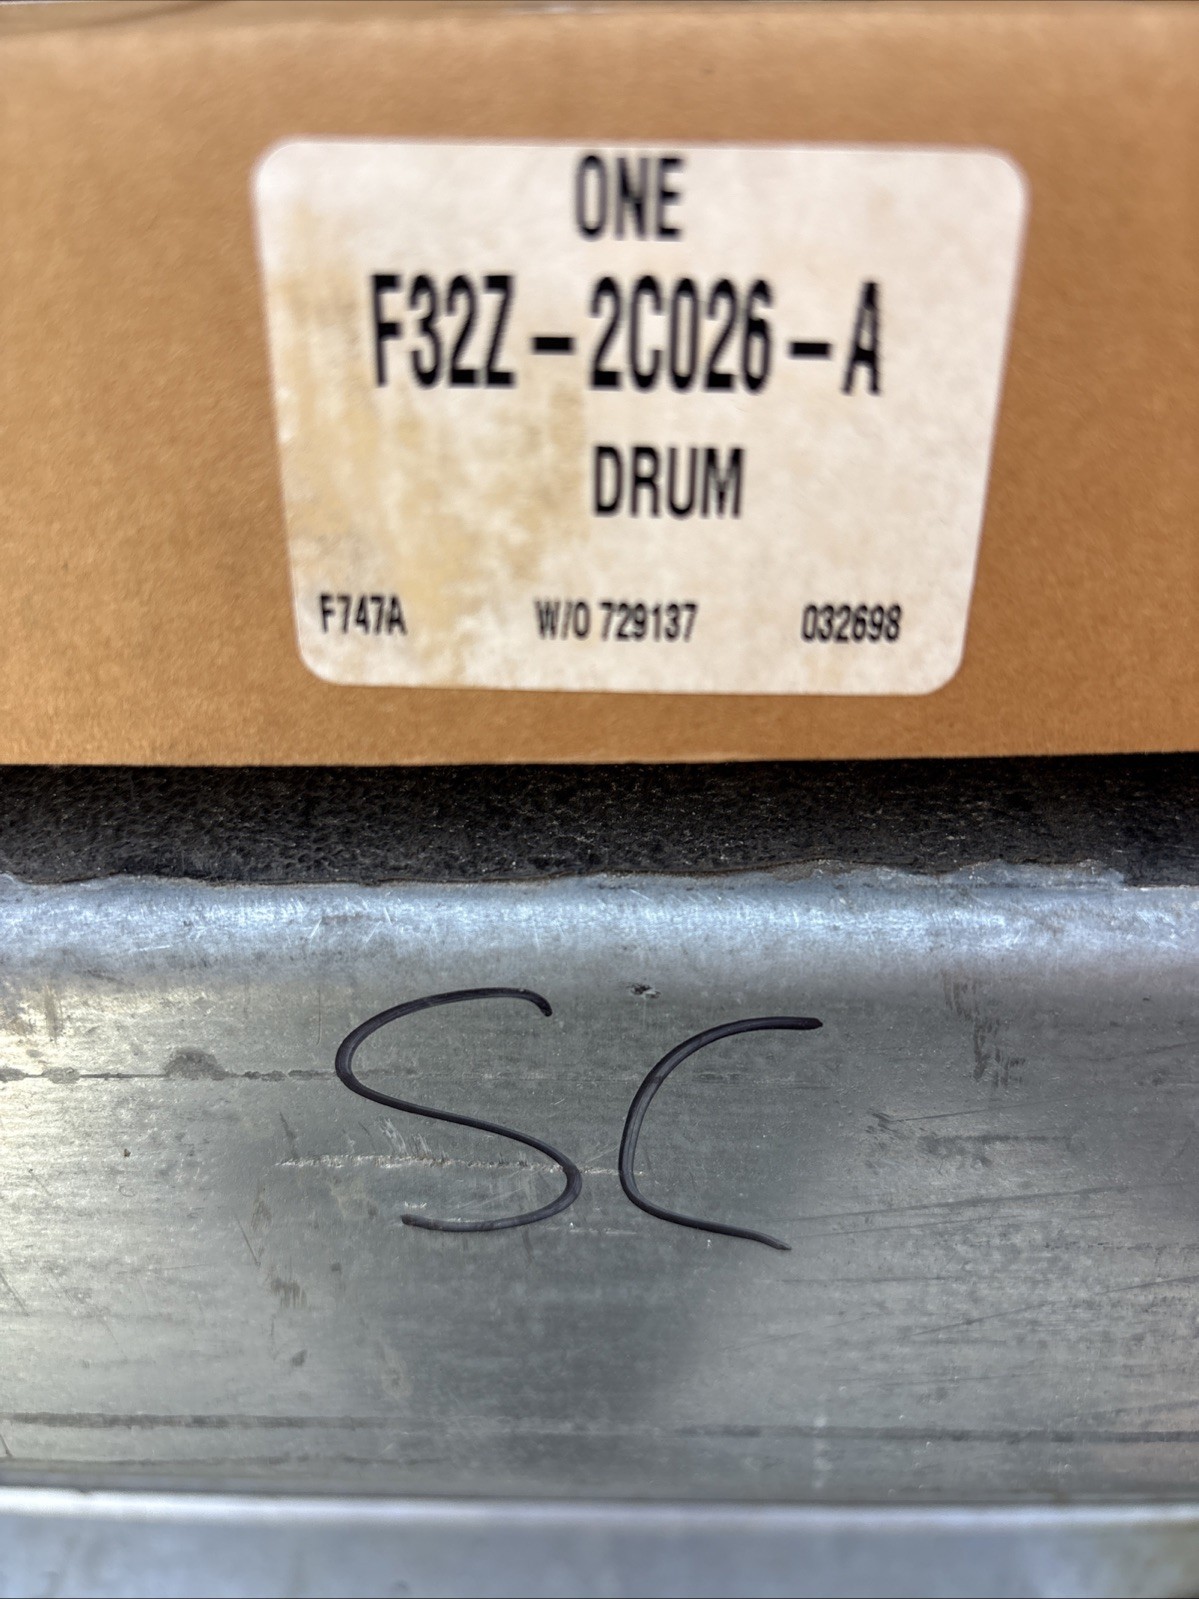 ONE
F32Z-2C026-A
DRUM
F747A W/O 729137 032698
SC